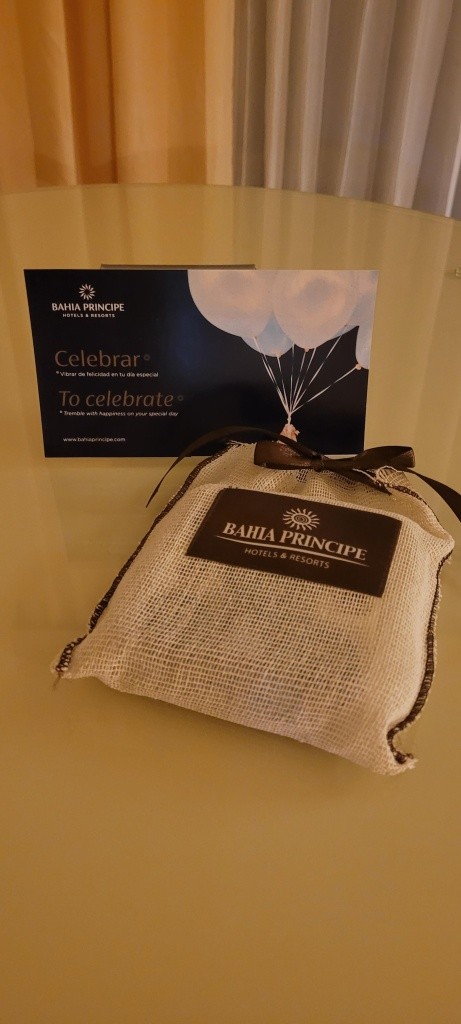 BAHIA PRINCIPE
HOTELS & RESORTS
Celebrar
* Vibrar de felicidad en tu día especial
To celebrate
* Tremble with happiness on your special day
www.bahiaprincipe.com
BAHIA PRINCIPE
HOTELS & RESORTS